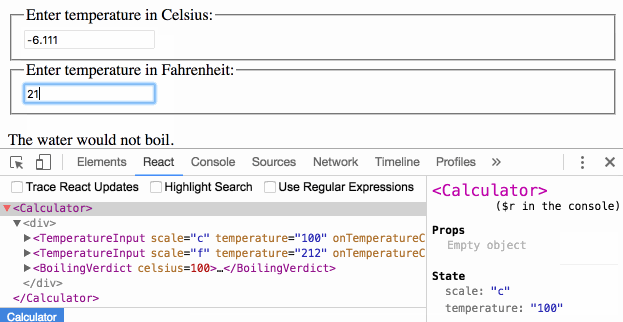 Enter temperature in Celsius:
-6.111
Enter temperature in Fahrenheit:
21
The water would not boil.
Elements React Console Sources Network Timeline Profiles »
Trace React Updates Highlight Search Use Regular Expressions
<Calculator>
<div>
<TemperatureInput scale="c" temperature="100" onTemperatureC
<TemperatureInput scale="f" temperature="212" onTemperatureC
<BoilingVerdict celsius=100>…</BoilingVerdict>
</div>
</Calculator>
Calculator
<Calculator>
($r in the console)
Props
Empty object
State
scale: "c"
temperature: "100"